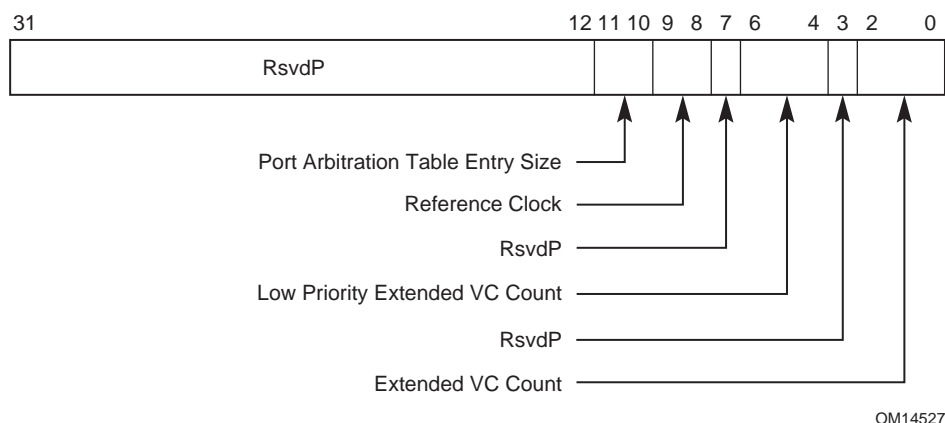 31 12 11 10 9 8 7 6 4 3 2 0
RsvdP
Port Arbitration Table Entry Size
Reference Clock
RsvdP
Low Priority Extended VC Count
RsvdP
Extended VC Count
OM14527